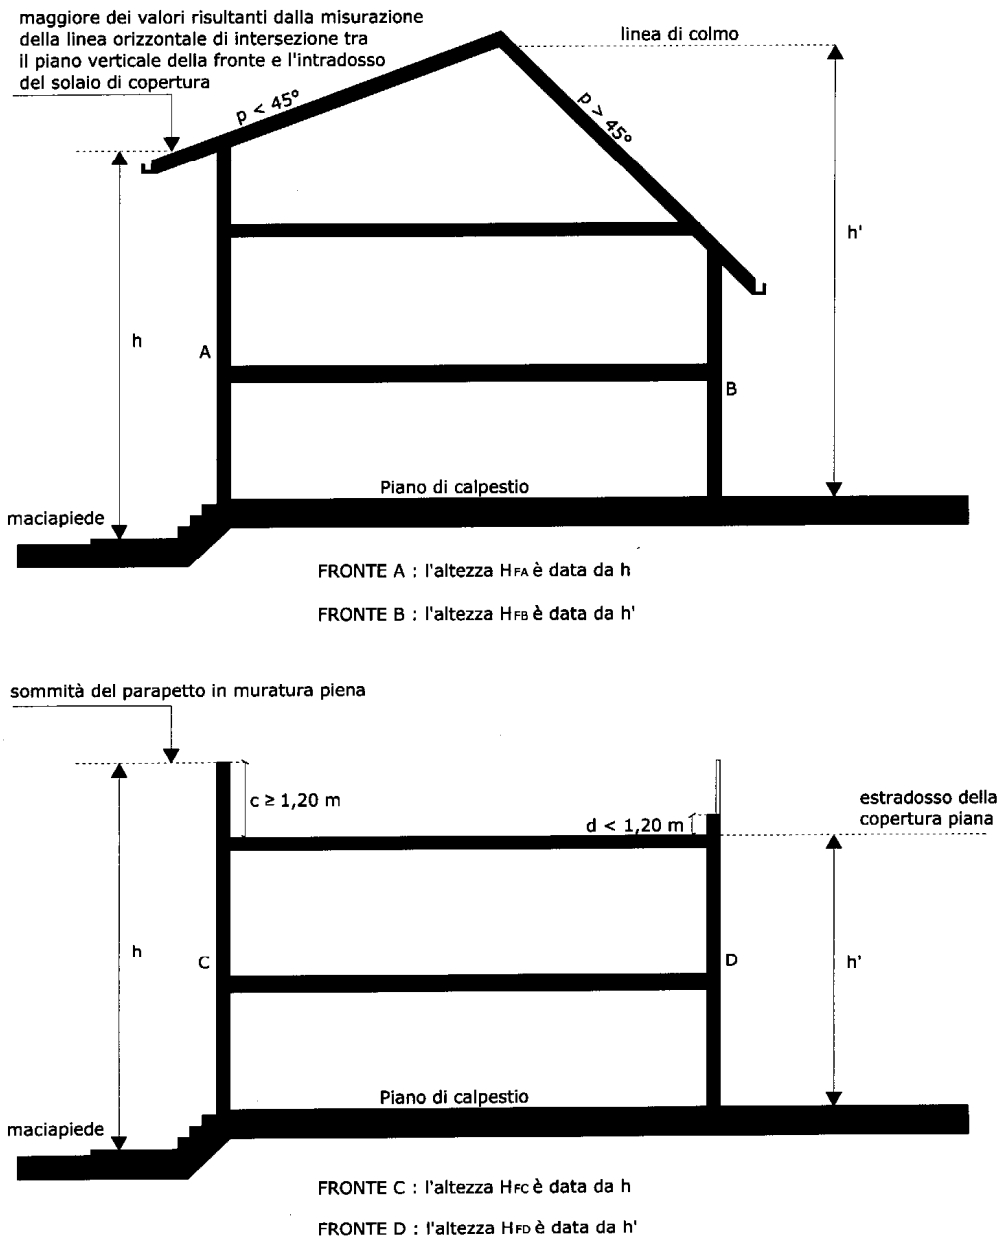 maggiore dei valori risultanti dalla misurazione
della linea orizzontale di intersezione tra
il piano verticale della fronte e l'intradosso
del solaio di copertura
linea di colmo
p < 45°
p > 45°
h
h'
A
B
Piano di calpestio
maciapiede
FRONTE A : l'altezza HFA è data da h
FRONTE B : l'altezza HFB è data da h'
sommità del parapetto in muratura piena
c ≥ 1,20 m
d < 1,20 m
estradosso della
copertura piana
h
C
D
h'
Piano di calpestio
maciapiede
FRONTE C : l'altezza HFC è data da h
FRONTE D : l'altezza HFD è data da h'